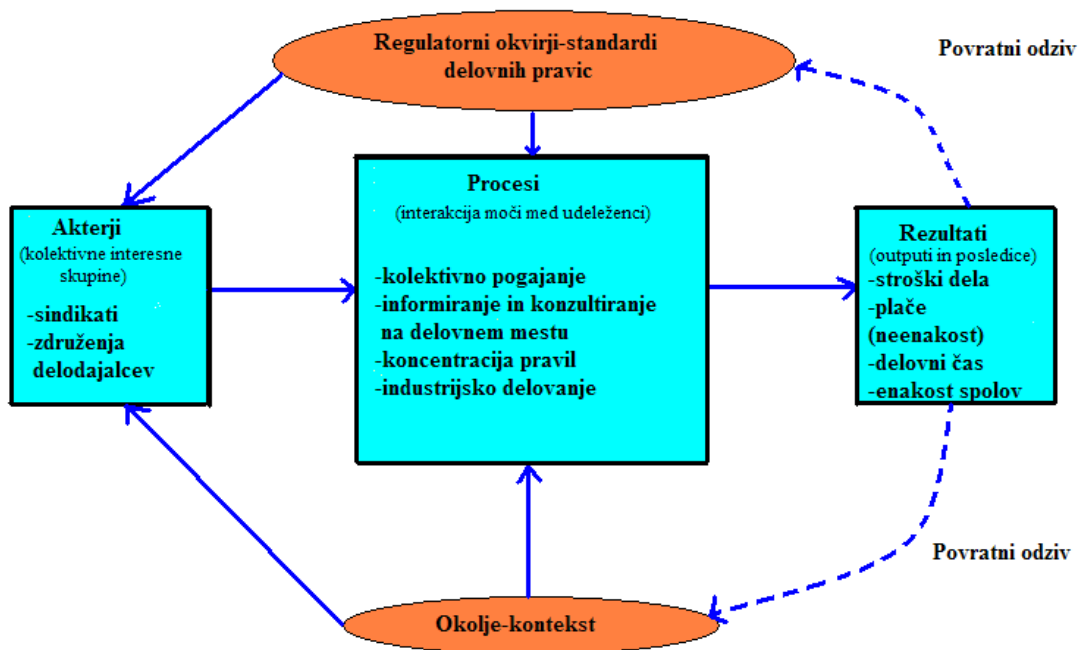 Regulatorni okvirji-standardi
delovnih pravic
Povratni odziv
Procesi
(interakcija moči med udeleženci)
-kolektivno pogajanje
-informiranje in konzultiranje
na delovnem mestu
-koncentracija pravil
-industrijsko delovanje
Akterji
(kolektivne interesne
skupine)
-sindikati
-združenja
delodajalcev
Rezultati
(outputi in posledice)
-stroški dela
-plače
(neenakost)
-delovni čas
-enakost spolov
Povratni odziv
Okolje-kontekst